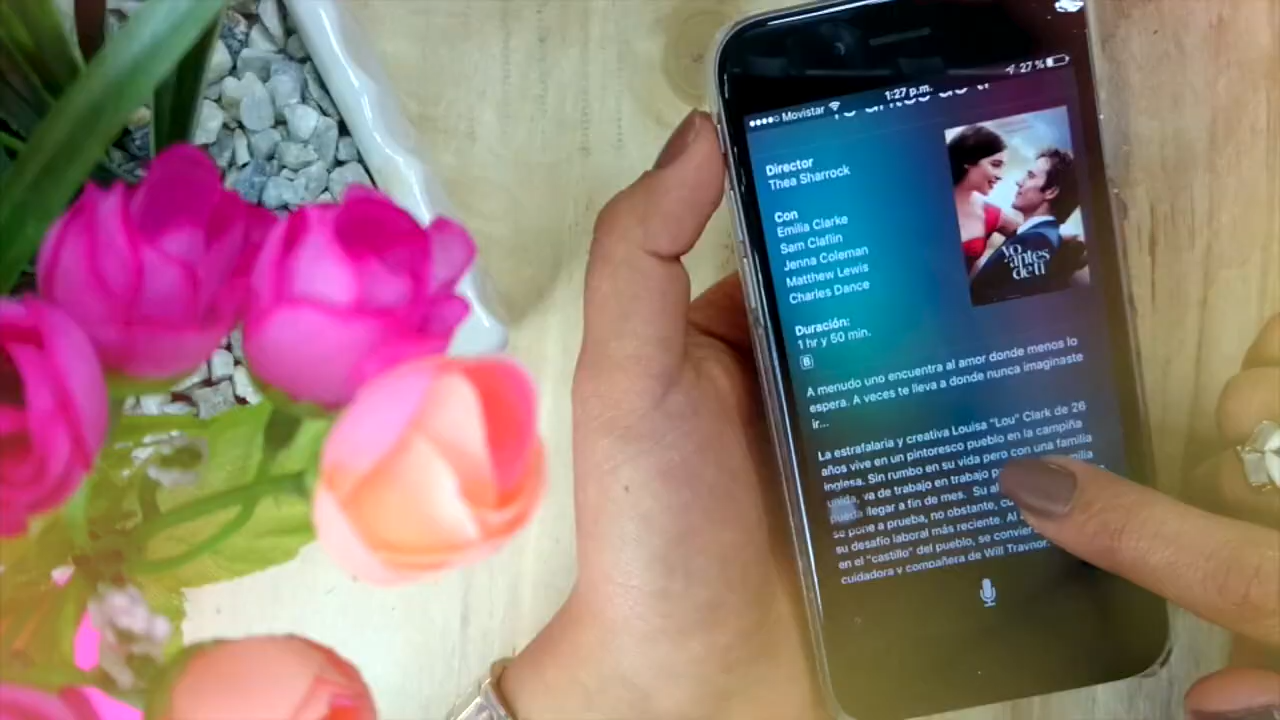 27 %
Movistar 1:27 p.m.
Director
Thea Sharrock
Con
Emilia Clarke
Sam Claflin
Jenna Coleman
Matthew Lewis
Charles Dance
Duración:
1 hr y 50 min.
B
yo
antes
de ti
A menudo uno encuentra al amor donde menos lo
espera. A veces te lleva a donde nunca imaginaste
ir...
La estrafalaria y creativa Louisa "Lou" Clark de 26
años vive en un pintoresco pueblo en la campiña
inglesa. Sin rumbo en su vida pero con una familia
unida, va de trabajo en trabajo
pueda llegar a fin de mes. Su
se pone a prueba, no obstante,
su desafío laboral más reciente. Al
en el "castillo" del pueblo, se
cuidadora y compañera de Will Traynor.